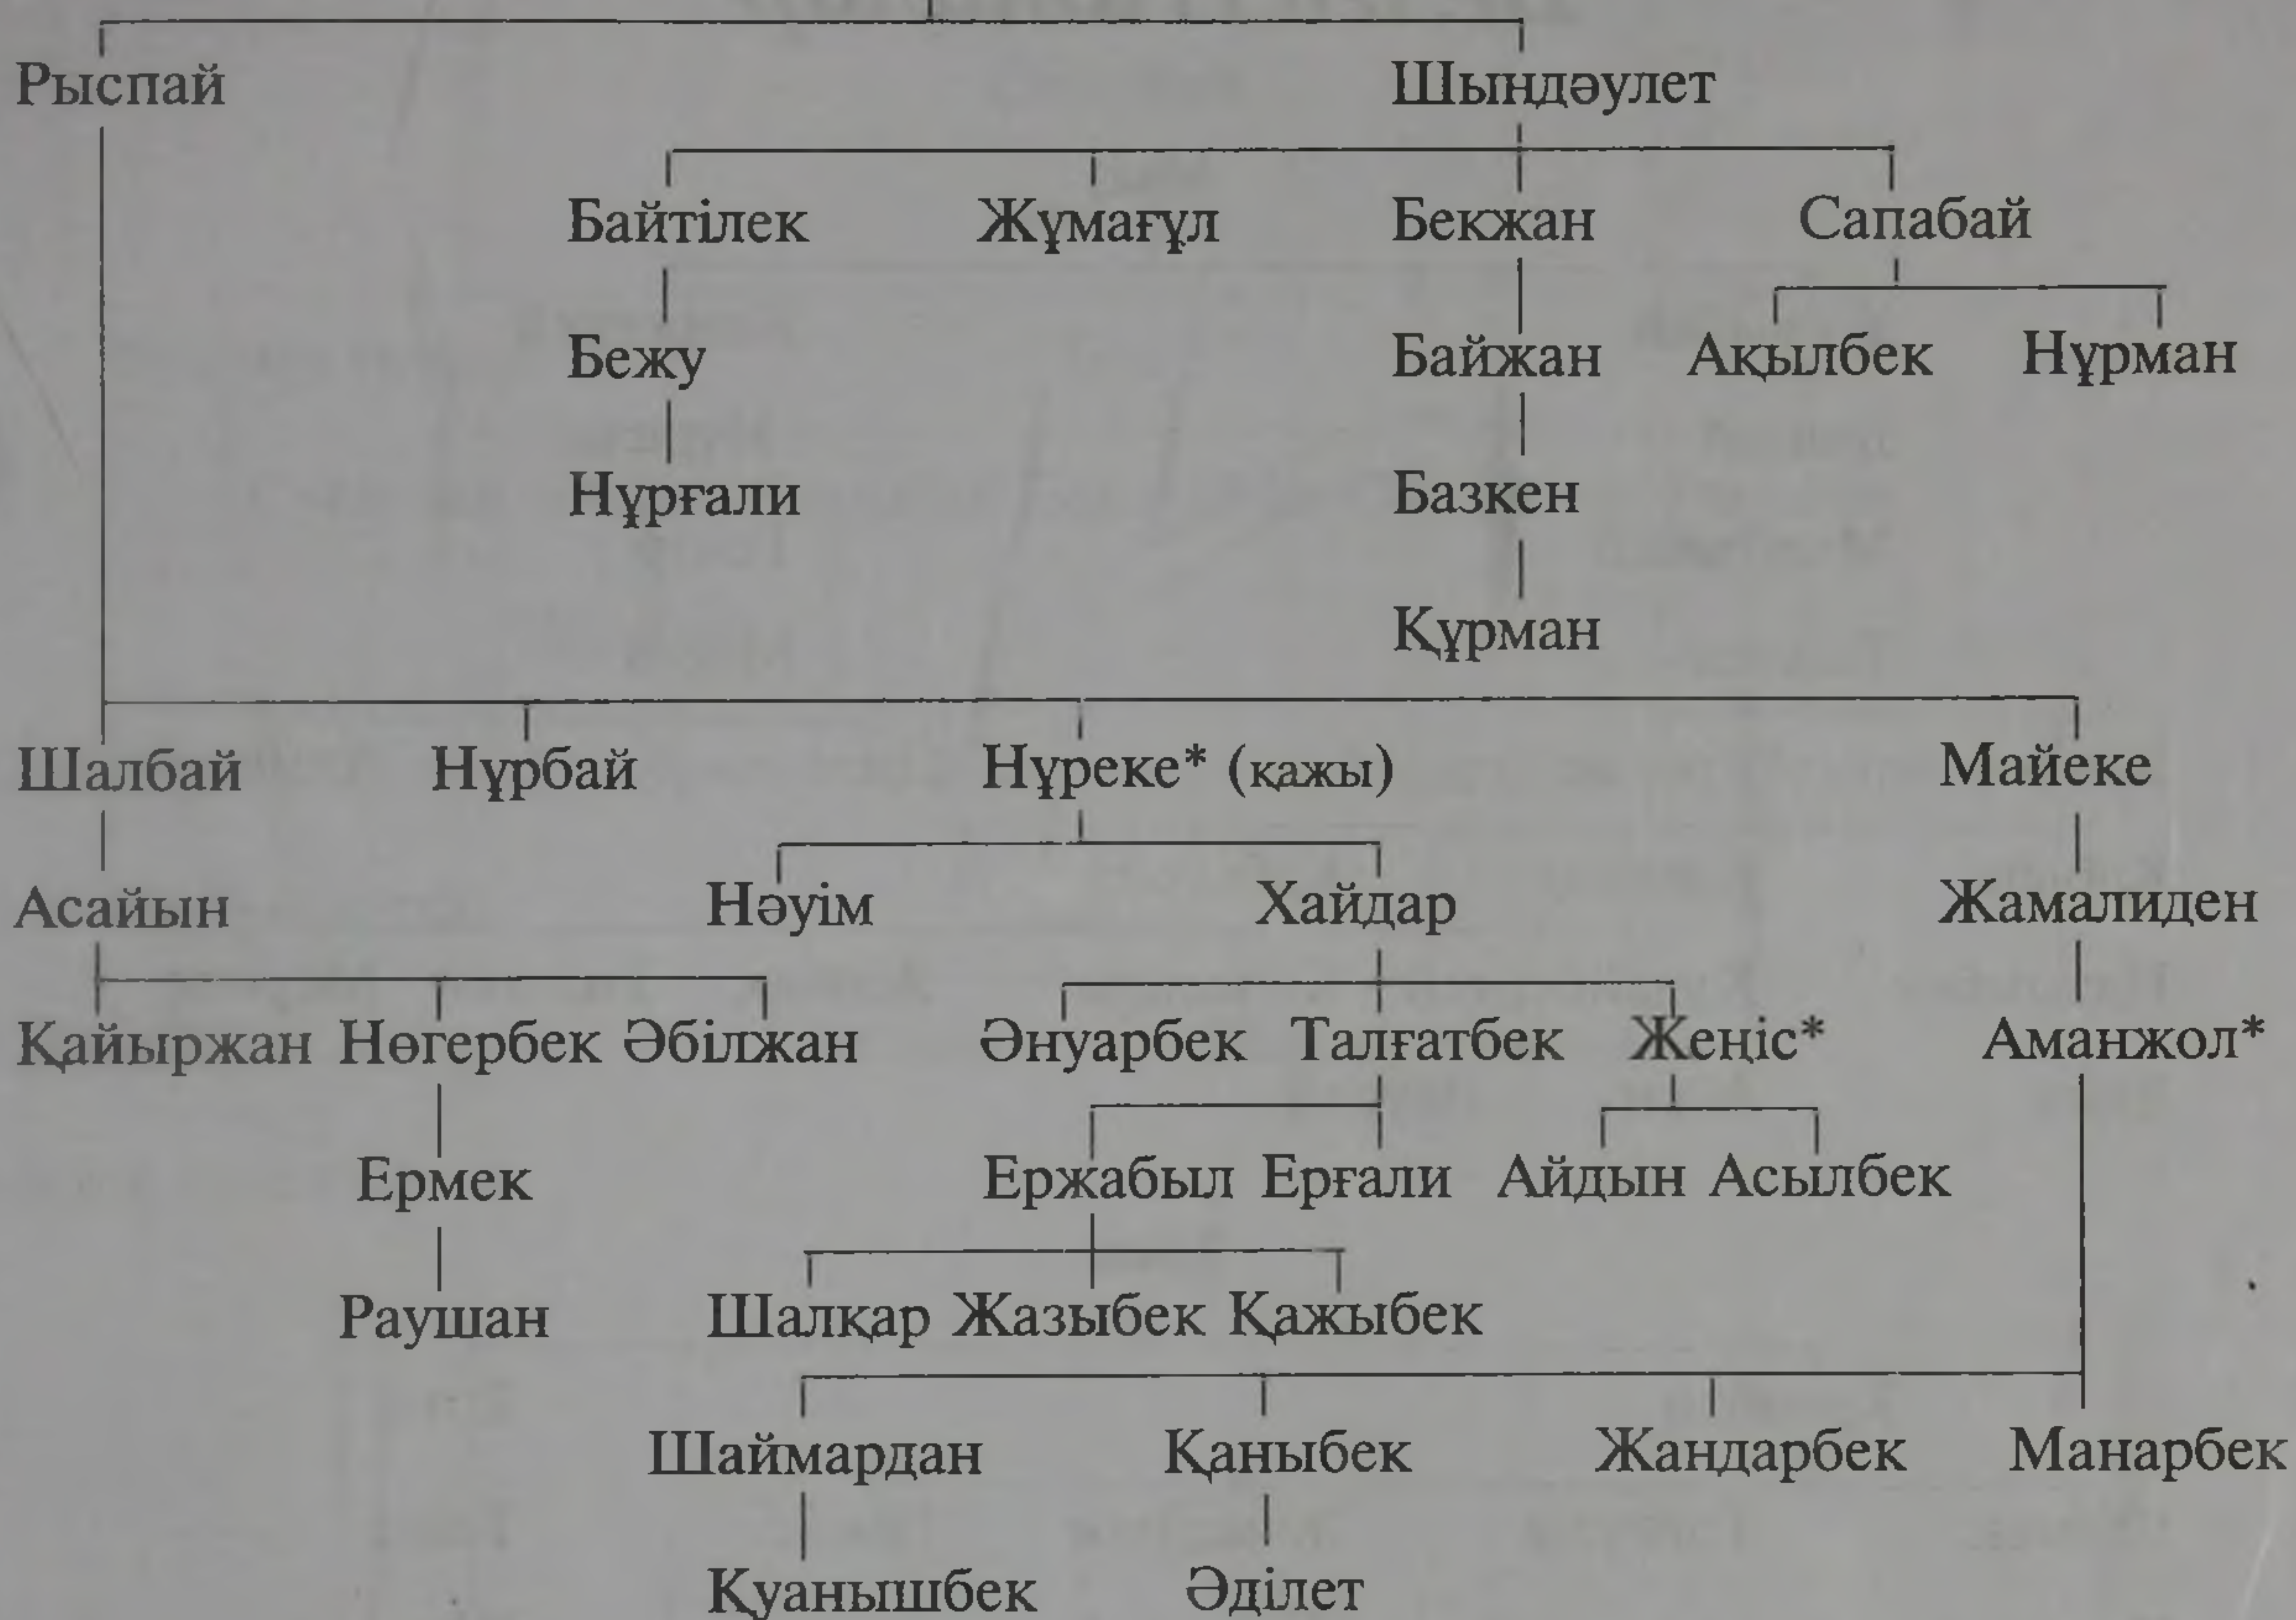 Рыспай Шындәулет
Байтілек Жұмағұл Бекжан Сапабай
Бежу Байжан Ақылбек Нұрман
Нұрғали Базкен
Құрман
Шалбай Нұрбай Нүреке* (қажы) Майеке
Асайын Нәуім Хайдар Жамалиден
Қайыржан Нөгербек Әбілжан Әнуарбек Талғатбек Жеңіс* Аманжол*
Ермек Ержабыл Ерғали Айдын Асылбек
Раушан Шалқар Жазыбек Қажыбек
Шаймардан Қаныбек Жандарбек Манарбек
Қуанышбек Әділет